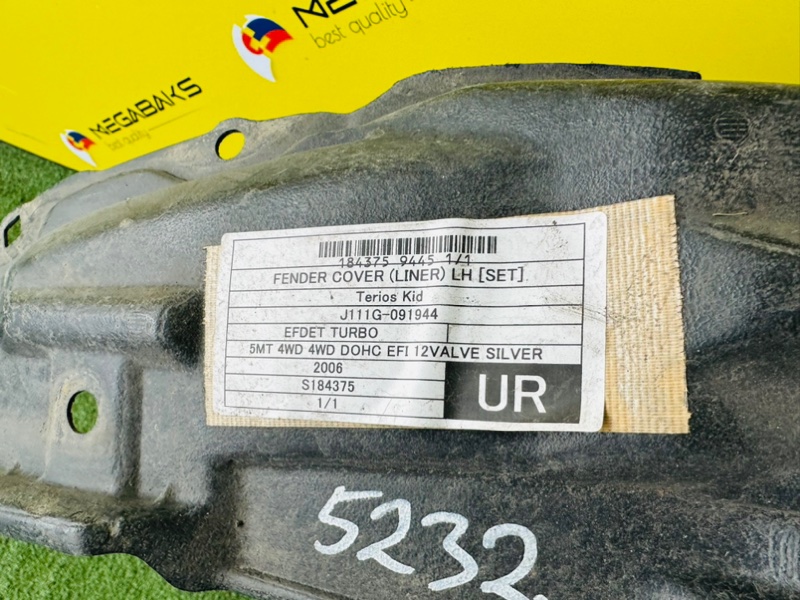 MEGABAKS
best quality
best quality
184375 9445 1/1
FENDER COVER (LINER) LH [SET]
Terios Kid
J111G-091944
EFDET TURBO
5MT 4WD 4WD DOHC EFI 12VALVE SILVER
2006
S184375
1/1
UR
5232